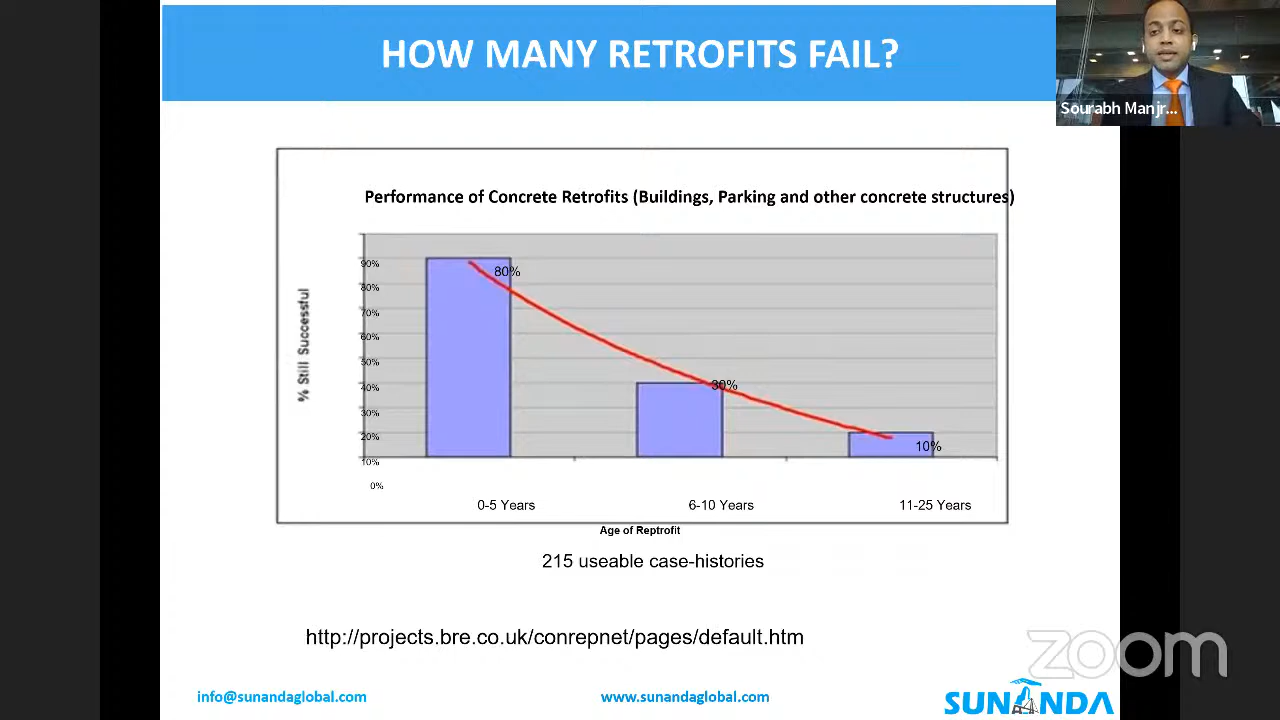 HOW MANY RETROFITS FAIL?
Sourabh Manjr...
Performance of Concrete Retrofits (Buildings, Parking and other concrete structures)
% Still Successful
90%
80%
70%
60%
50%
40%
30%
20%
10%
0%
80%
30%
10%
0-5 Years
6-10 Years
11-25 Years
Age of Reptrofit
215 useable case-histories
http://projects.bre.co.uk/conrepnet/pages/default.htm
zoom
info@sunandaglobal.com
www.sunandaglobal.com
SUNANDA